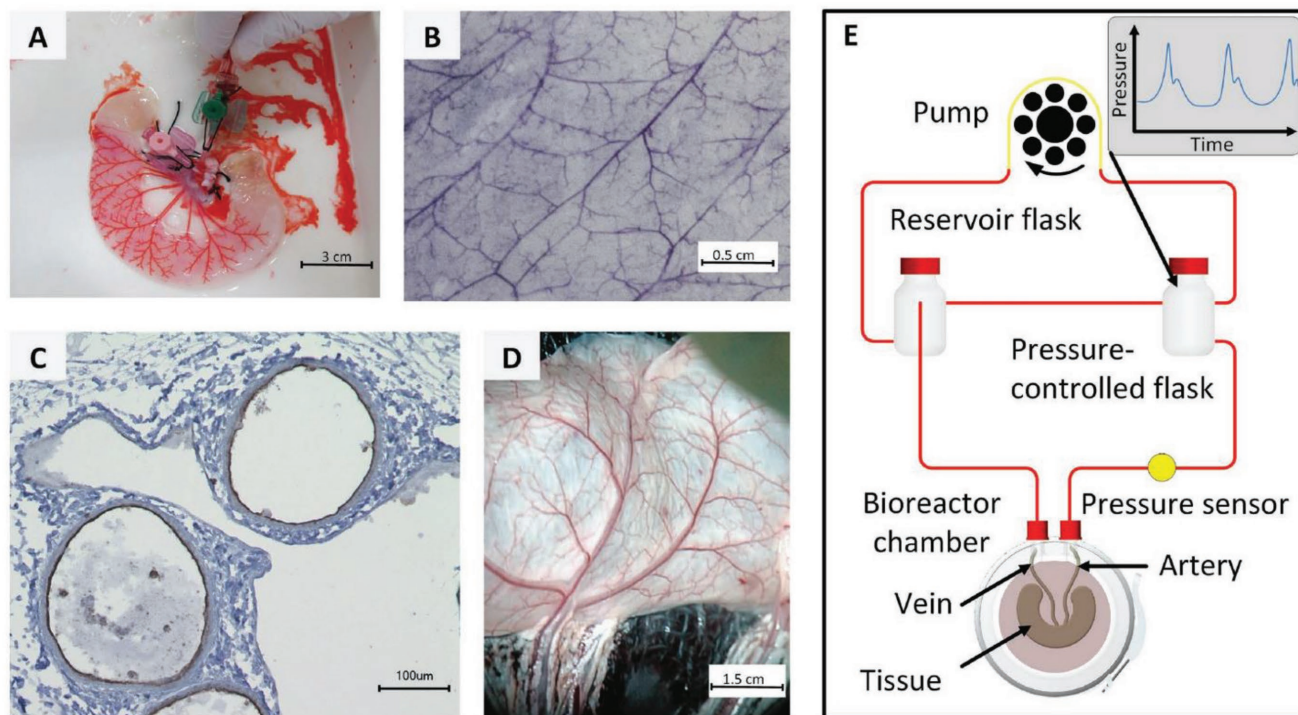 A
3 cm
B
0.5 cm
C
100um
D
1.5 cm
E
Pressure
Time
Pump
Reservoir flask
Pressure-
controlled flask
Bioreactor
chamber
Pressure sensor
Artery
Vein
Tissue